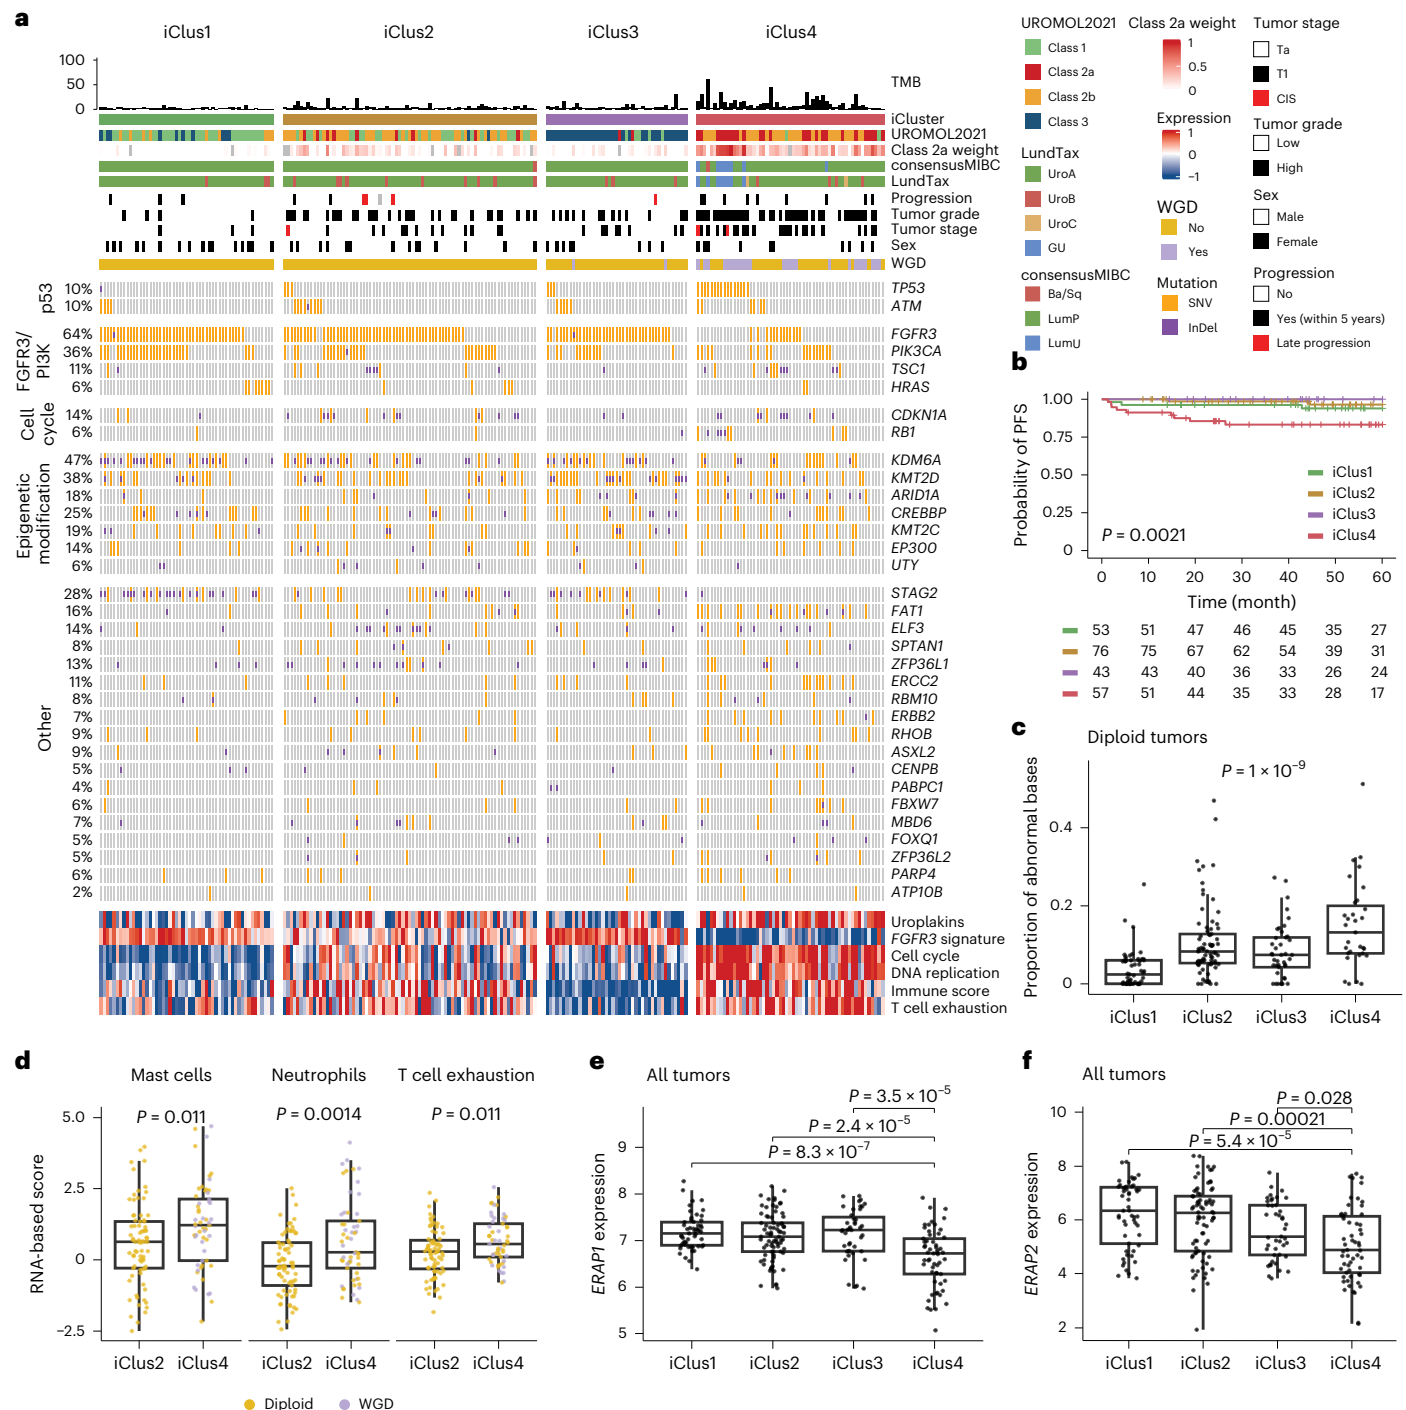 a
iClus1 iClus2 iClus3 iClus4
100
50
0
TMB
iCluster
UROMOL2021
Class 2a weight
consensusMIBC
LundTax
Progression
Tumor grade
Tumor stage
Sex
WGD
p53
10% TP53
10% ATM
FGFR3/
PI3K
64% FGFR3
36% PIK3CA
11% TSC1
6% HRAS
Cell
cycle
14% CDKN1A
6% RB1
Epigenetic
modification
47% KDM6A
38% KMT2D
18% ARID1A
25% CREBBP
19% KMT2C
14% EP300
6% UTY
Other
28% STAG2
16% FAT1
14% ELF3
8% SPTAN1
13% ZFP36L1
11% ERCC2
8% RBM10
7% ERBB2
9% RHOB
9% ASXL2
5% CENPB
4% PABPC1
6% FBXW7
7% MBD6
5% FOXQ1
5% ZFP36L2
6% PARP4
2% ATP10B
Uroplakins
FGFR3 signature
Cell cycle
DNA replication
Immune score
T cell exhaustion
UROMOL2021
Class 1
Class 2a
Class 2b
Class 3
LundTax
UroA
UroB
UroC
GU
consensusMIBC
Ba/Sq
LumP
LumU
Class 2a weight
1
0.5
0
Expression
1
0
−1
WGD
No
Yes
Mutation
SNV
InDel
Tumor stage
Ta
T1
CIS
Tumor grade
Low
High
Sex
Male
Female
Progression
No
Yes (within 5 years)
Late progression
b
Probability of PFS
1.00
0.75
0.50
0.25
0
iClus1
iClus2
iClus3
iClus4
P = 0.0021
0 10 20 30 40 50 60
Time (month)
53 51 47 46 45 35 27
76 75 67 62 54 39 31
43 43 40 36 33 26 24
57 51 44 35 33 28 17
c
Diploid tumors
P = 1 × 10−9
Proportion of abnormal bases
0.4
0.2
0
iClus1 iClus2 iClus3 iClus4
d
Mast cells Neutrophils T cell exhaustion
P = 0.011 P = 0.0014 P = 0.011
RNA-based score
5.0
2.5
0
−2.5
iClus2 iClus4 iClus2 iClus4 iClus2 iClus4
Diploid WGD
e
All tumors
P = 3.5 × 10−5
P = 2.4 × 10−5
P = 8.3 × 10−7
ERAP1 expression
9
8
7
6
5
iClus1 iClus2 iClus3 iClus4
f
All tumors
P = 0.028
P = 0.00021
P = 5.4 × 10−5
ERAP2 expression
10
8
6
4
2
iClus1 iClus2 iClus3 iClus4